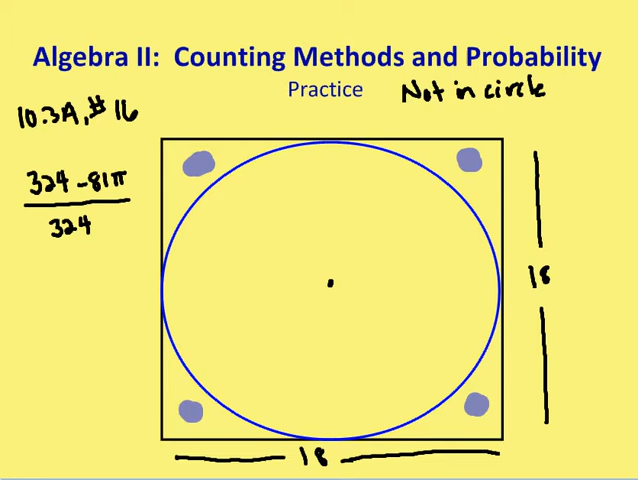 Algebra II:  Counting Methods and Probability
Practice
Not in circle
10.3A, #16
324 - 81π
324
18
18